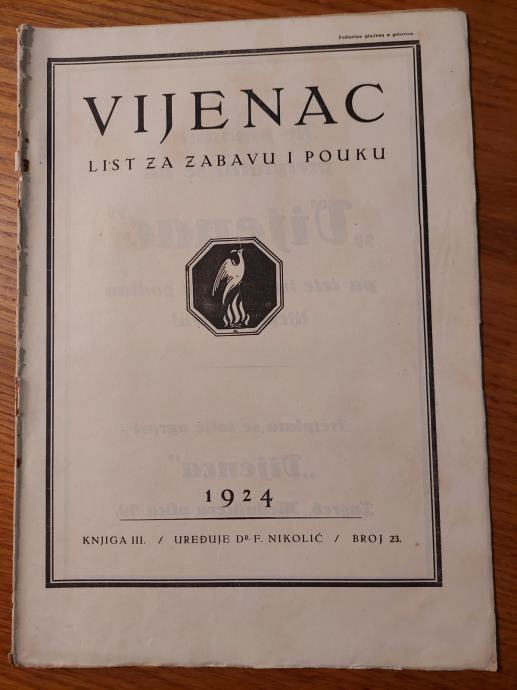 Poštarina plaćena u gotovom
VIJENAC
LIST ZA ZABAVU I POUKU
1924
KNJIGA III. / UREĐUJE DR. F. NIKOLIĆ / BROJ 23.